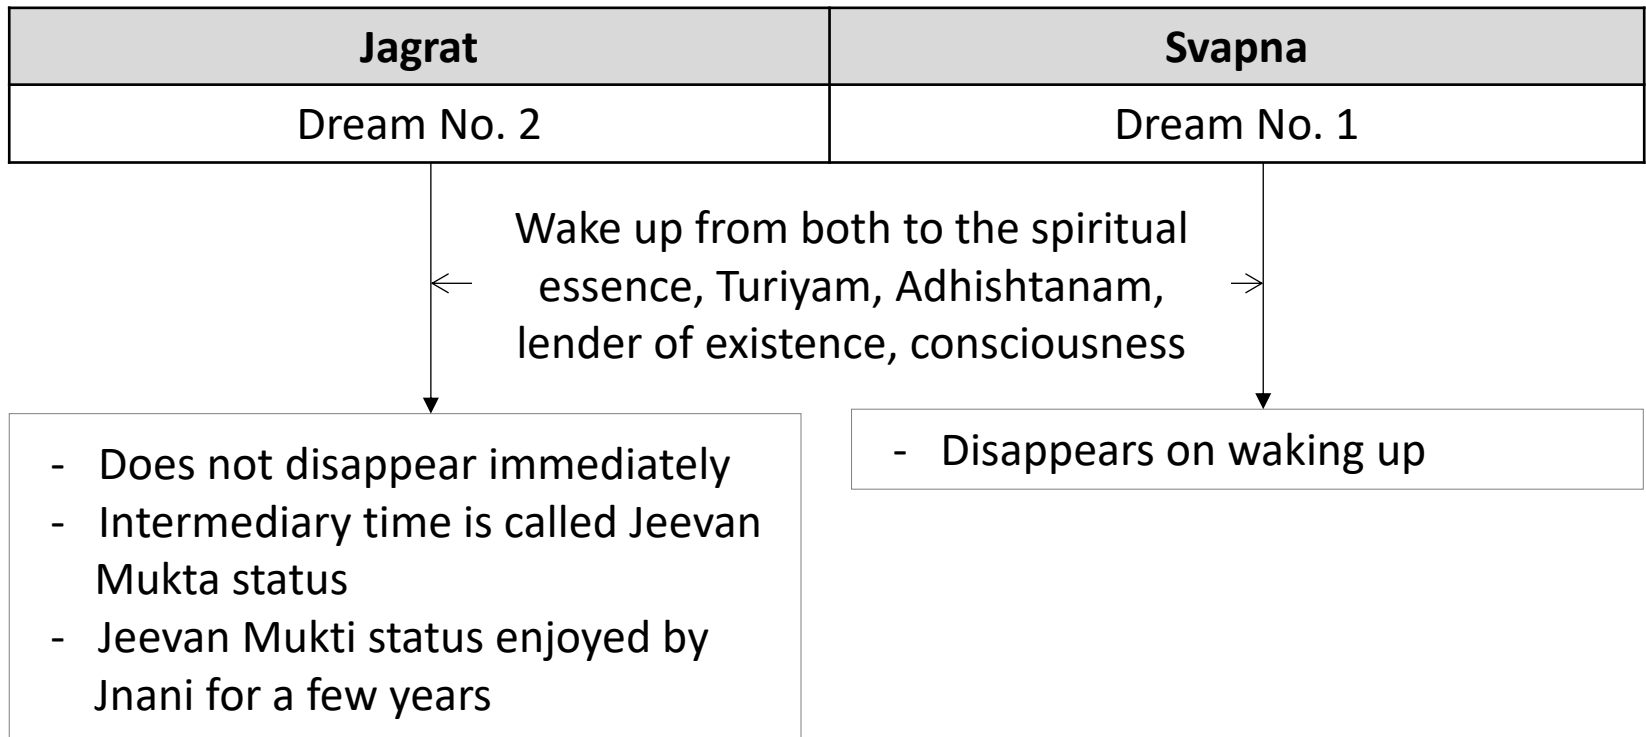 Jagrat
Svapna
Dream No. 2
Dream No. 1
Wake up from both to the spiritual
essence, Turiyam, Adhishtanam,
lender of existence, consciousness
- Does not disappear immediately
- Intermediary time is called Jeevan
Mukta status
- Jeevan Mukti status enjoyed by
Jnani for a few years
- Disappears on waking up